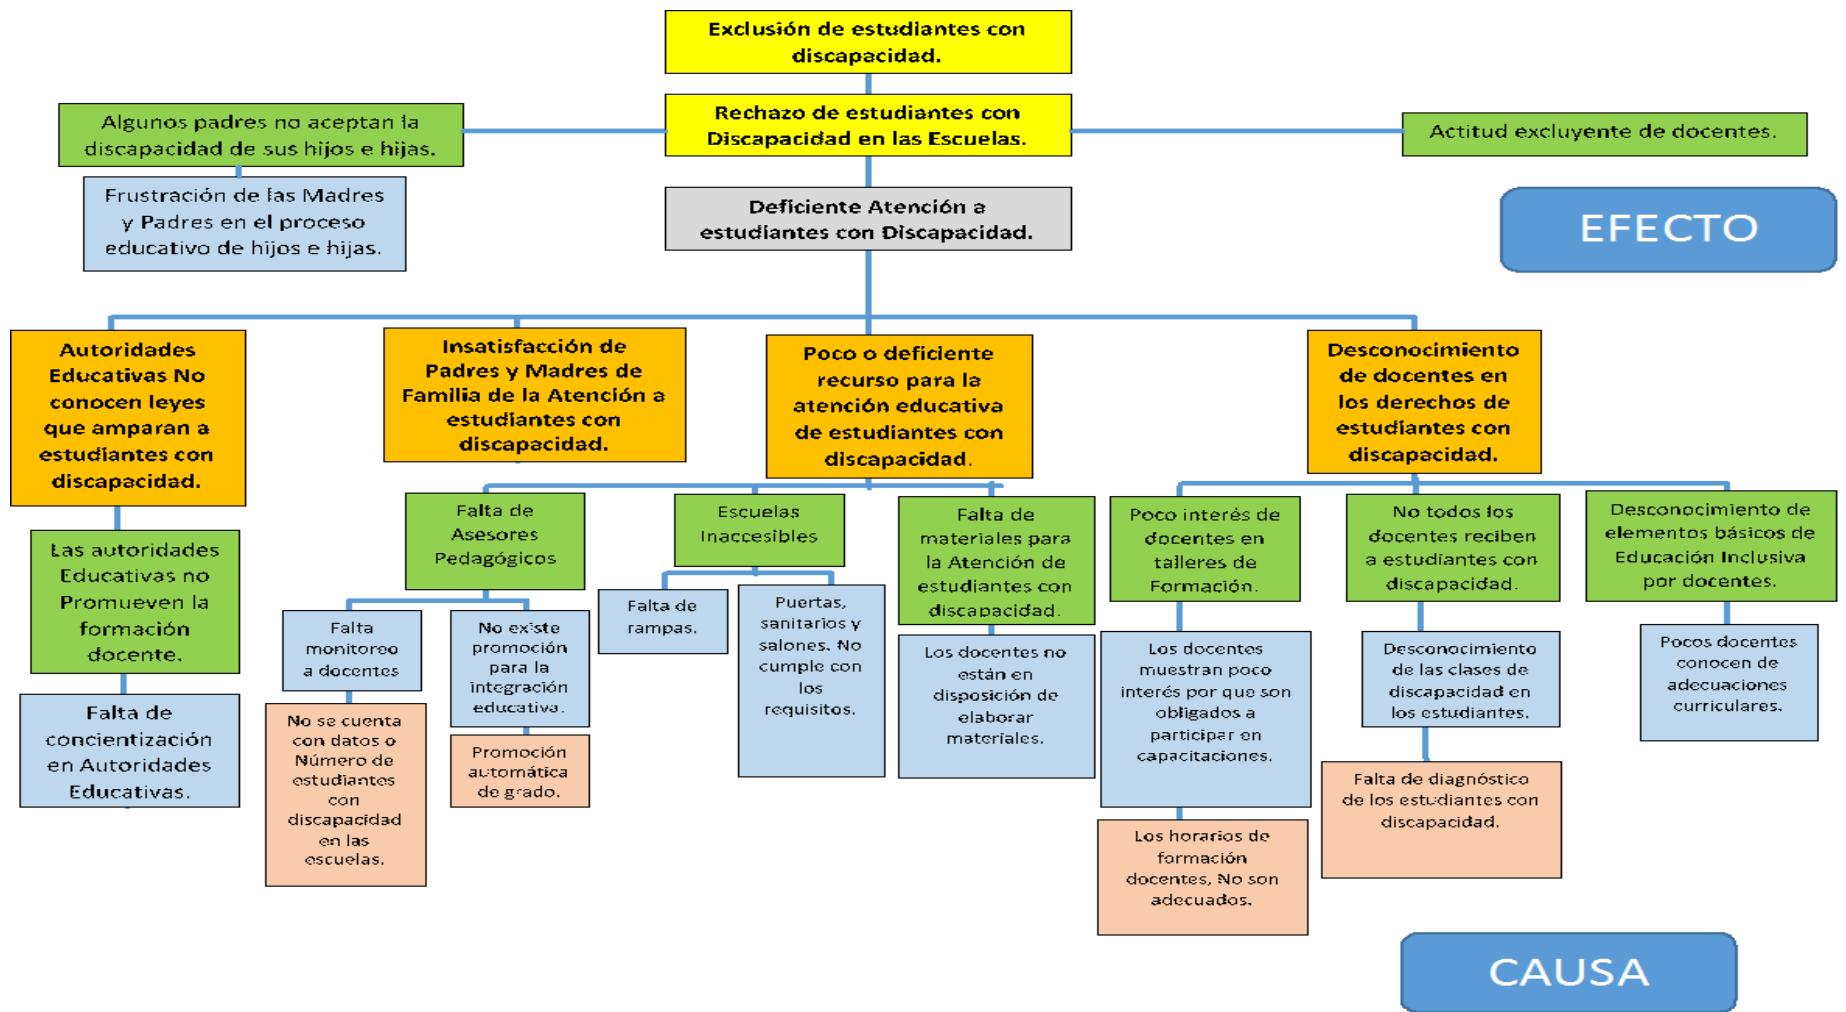 Exclusión de estudiantes con
discapacidad.
Algunos padres no aceptan la
discapacidad de sus hijos e hijas.
Rechazo de estudiantes con
Discapacidad en las Escuelas.
Actitud excluyente de docentes.
Frustración de las Madres
y Padres en el proceso
educativo de hijos e hijas.
Deficiente Atención a
estudiantes con Discapacidad.
EFECTO
Autoridades
Educativas No
conocen leyes
que amparan a
estudiantes con
discapacidad.
Insatisfacción de
Padres y Madres de
Familia de la Atención a
estudiantes con
discapacidad.
Poco o deficiente
recurso para la
atención educativa
de estudiantes con
discapacidad.
Desconocimiento
de docentes en
los derechos de
estudiantes con
discapacidad.
Las autoridades
Educativas no
Promueven la
formación
docente.
Falta de
Asesores
Pedagógicos
Escuelas
Inaccesibles
Falta de
materiales para
la Atención de
estudiantes con
discapacidad.
Poco interés de
docentes en
talleres de
Formación.
No todos los
docentes reciben
a estudiantes con
discapacidad.
Desconocimiento de
elementos básicos de
Educación Inclusiva
por docentes.
Falta de
concientización
en Autoridades
Educativas.
Falta
monitoreo
a docentes
No existe
promoción
para la
integración
educativa.
Falta de
rampas.
Puertas,
sanitarios y
salones. No
cumple con
los
requisitos.
Los docentes no
están en
disposición de
elaborar
materiales.
Los docentes
muestran poco
interés por que son
obligados a
participar en
capacitaciones.
Desconocimiento
de las clases de
discapacidad en
los estudiantes.
Pocos docentes
conocen de
adecuaciones
curriculares.
No se cuenta
con datos o
Número de
estudiantes
con
discapacidad
en las
escuelas.
Promoción
automática
de grado.
Los horarios de
formación
docentes, No son
adecuados.
Falta de diagnóstico
de los estudiantes con
discapacidad.
CAUSA